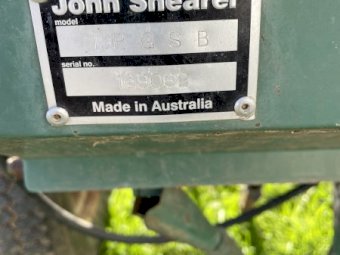 John Shearer
model
T P G S B
serial no.
Made in Australia